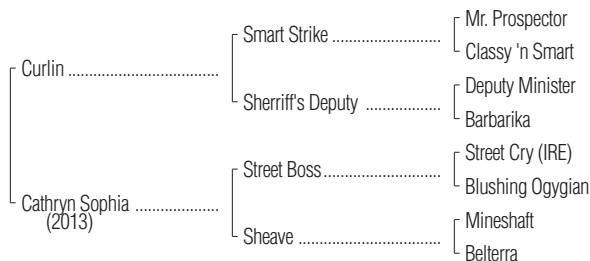 Mr. Prospector
Smart Strike ..........................
Classy 'n Smart
Curlin ....................................
Deputy Minister
Sherriff's Deputy ..................
Barbarika
Street Cry (IRE)
Street Boss............................
Blushing Ogygian
Cathryn Sophia ....................
(2013)
Mineshaft
Sheave ..................................
Belterra